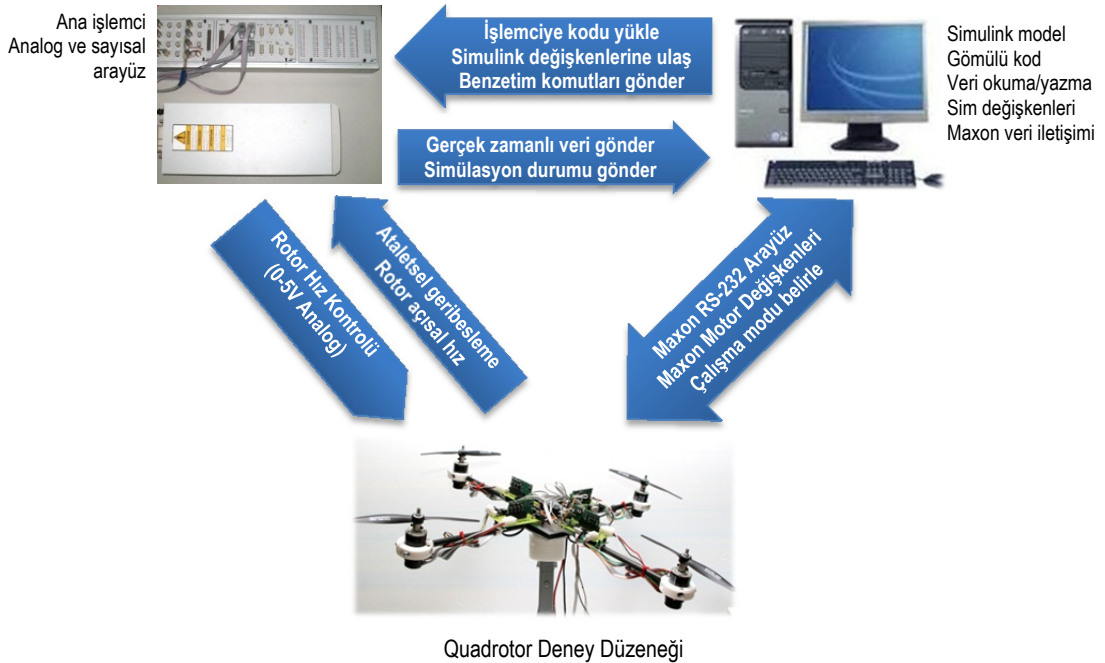 Ana işlemci
Analog ve sayısal
arayüz
İşlemciye kodu yükle
Simulink değişkenlerine ulaş
Benzetim komutları gönder
Simulink model
Gömülü kod
Veri okuma/yazma
Sim değişkenleri
Maxon veri iletişimi
Gerçek zamanlı veri gönder
Simülasyon durumu gönder
Rotor Hız Kontrolü
(0-5V Analog)
Ataletsel geribesleme
Rotor açısal hız
Maxon RS-232 Arayüz
Maxon Motor Değişkenleri
Çalışma modu belirle
Quadrotor Deney Düzeneği